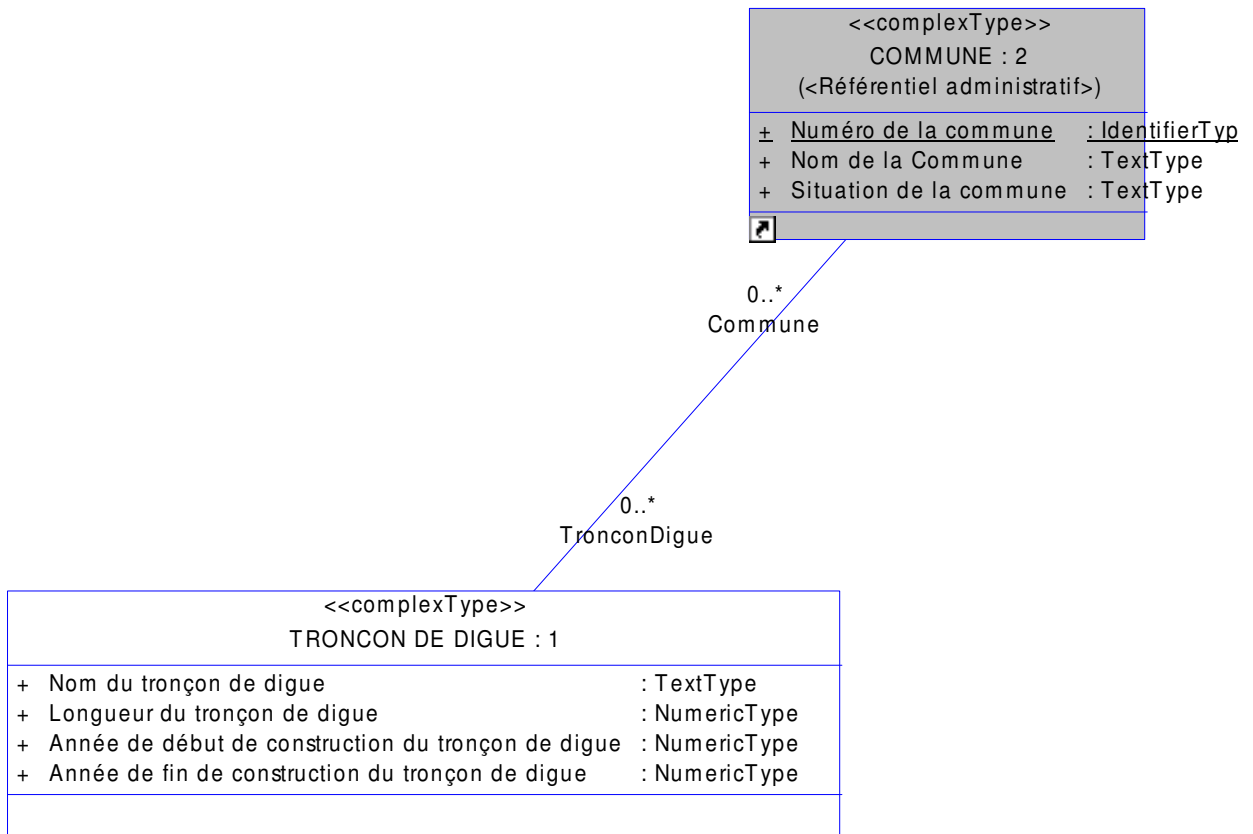 <<complexType>>
COMMUNE : 2
(<Référentiel administratif>)
+ Numéro de la commune : IdentifierTyp
+ Nom de la Commune : TextType
+ Situation de la commune : TextType
0..*
Commune
0..*
TronconDigue
<<complexType>>
TRONCON DE DIGUE : 1
+ Nom du tronçon de digue : TextType
+ Longueur du tronçon de digue : NumericType
+ Année de début de construction du tronçon de digue : NumericType
+ Année de fin de construction du tronçon de digue : NumericType